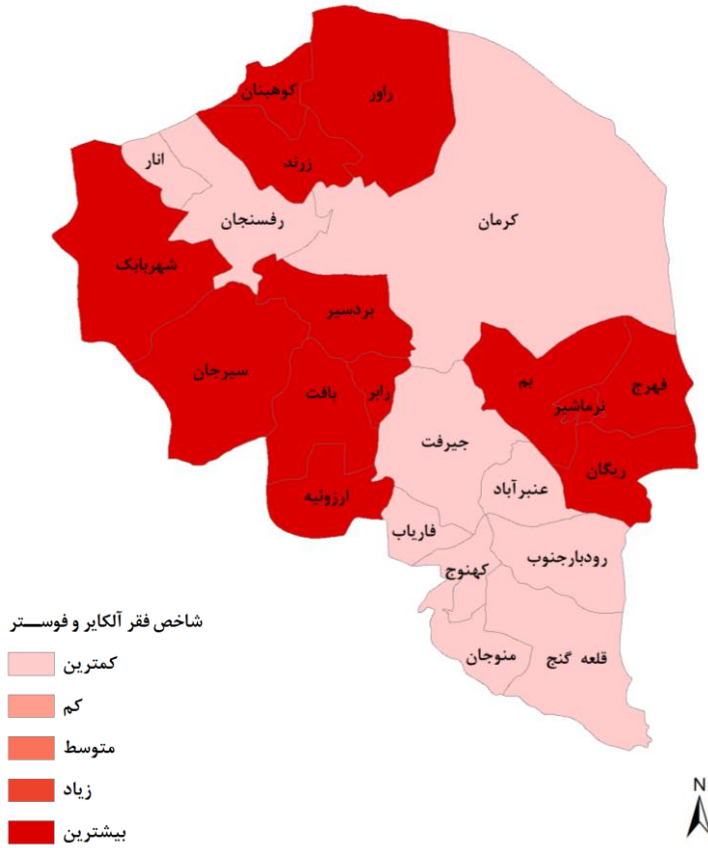 کوهبنان
راور
زرند
انار
رفسنجان
کرمان
شهربابک
بردسیر
سیرجان
بافت
رابر
بم
فهرج
نرماشیر
ریگان
جیرفت
عنبرآباد
ارزوئیه
فاریاب
کهنوج
رودبارجنوب
منوجان
قلعه گنج
شاخص فقر آلکایر و فوستر
کمترین
کم
متوسط
زیاد
بیشترین
N